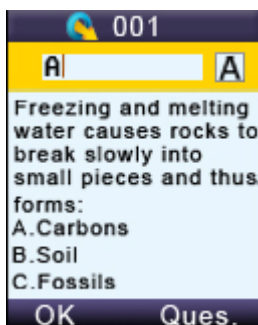 001
A
A
Freezing and melting
water causes rocks to
break slowly into
small pieces and thus
forms:
A.Carbons
B.Soil
C.Fossils
OK Ques.